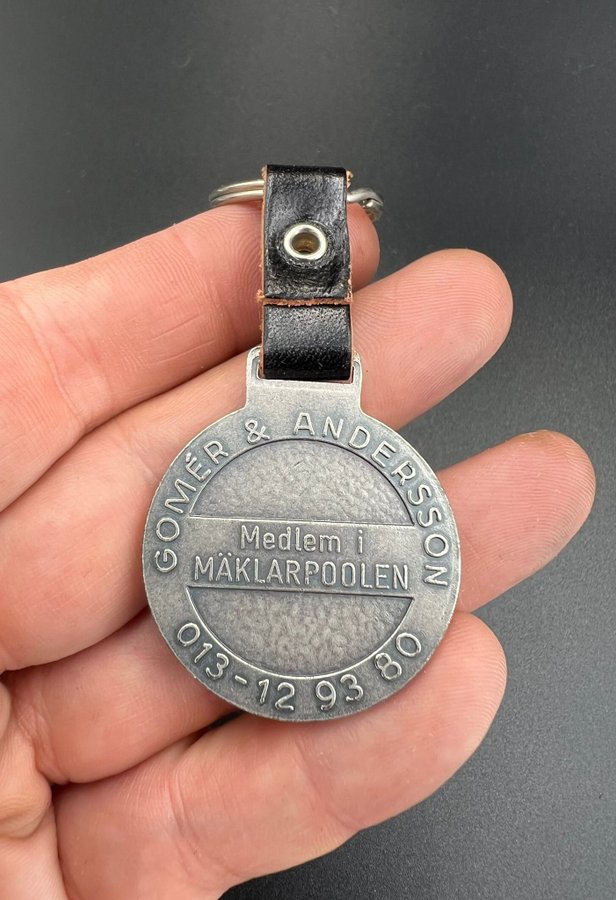 GOMÉR & ANDERSSON
Medlem i
MÄKLARPOOLEN
013-12 93 80